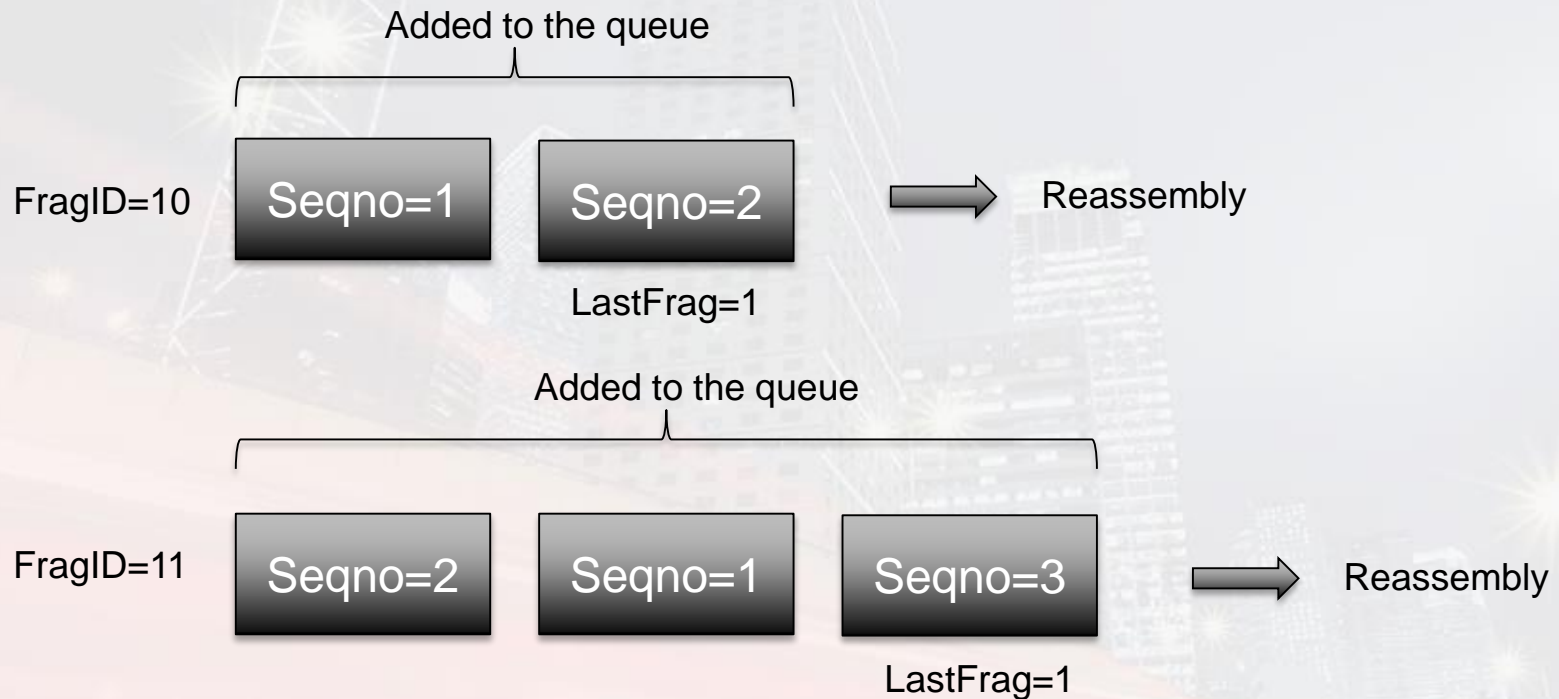 Added to the queue
FragID=10
Seqno=1
Seqno=2
Reassembly
LastFrag=1
Added to the queue
FragID=11
Seqno=2
Seqno=1
Seqno=3
Reassembly
LastFrag=1